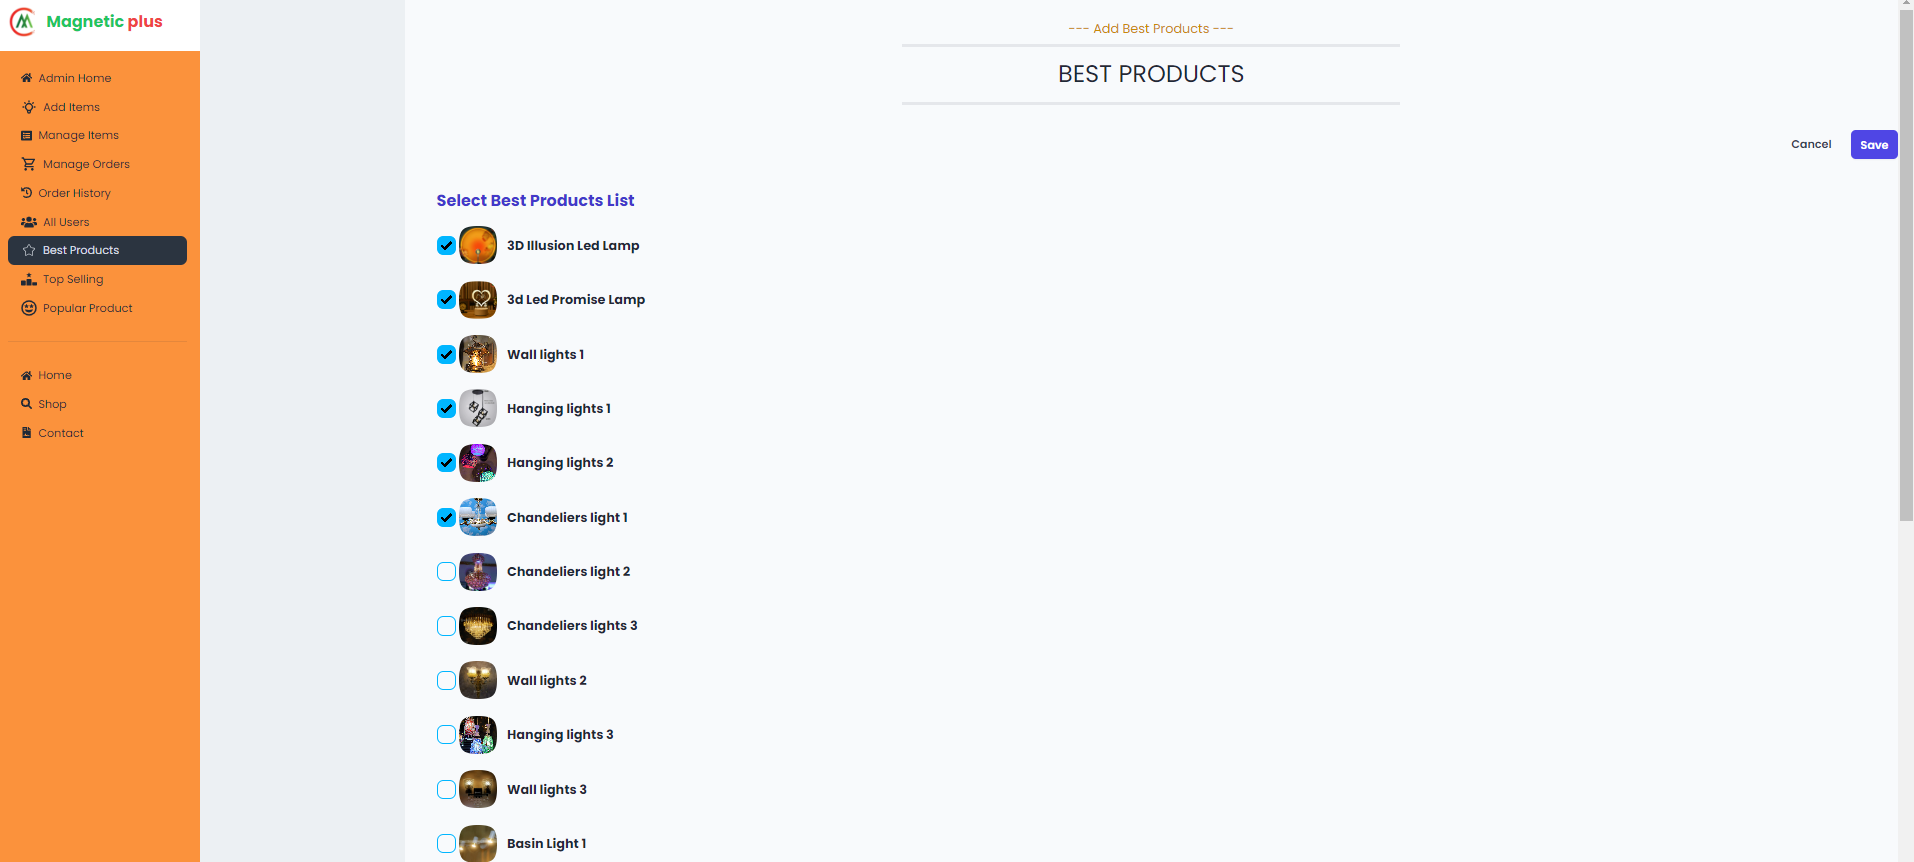 Magnetic plus
Admin Home
Add Items
Manage Items
Manage Orders
Order History
All Users
Best Products
Top Selling
Popular Product
Home
Shop
Contact
--- Add Best Products ---
BEST PRODUCTS
Cancel
Save
Select Best Products List
3D Illusion Led Lamp
3d Led Promise Lamp
Wall lights 1
Hanging lights 1
Hanging lights 2
Chandeliers light 1
Chandeliers light 2
Chandeliers lights 3
Wall lights 2
Hanging lights 3
Wall lights 3
Basin Light 1